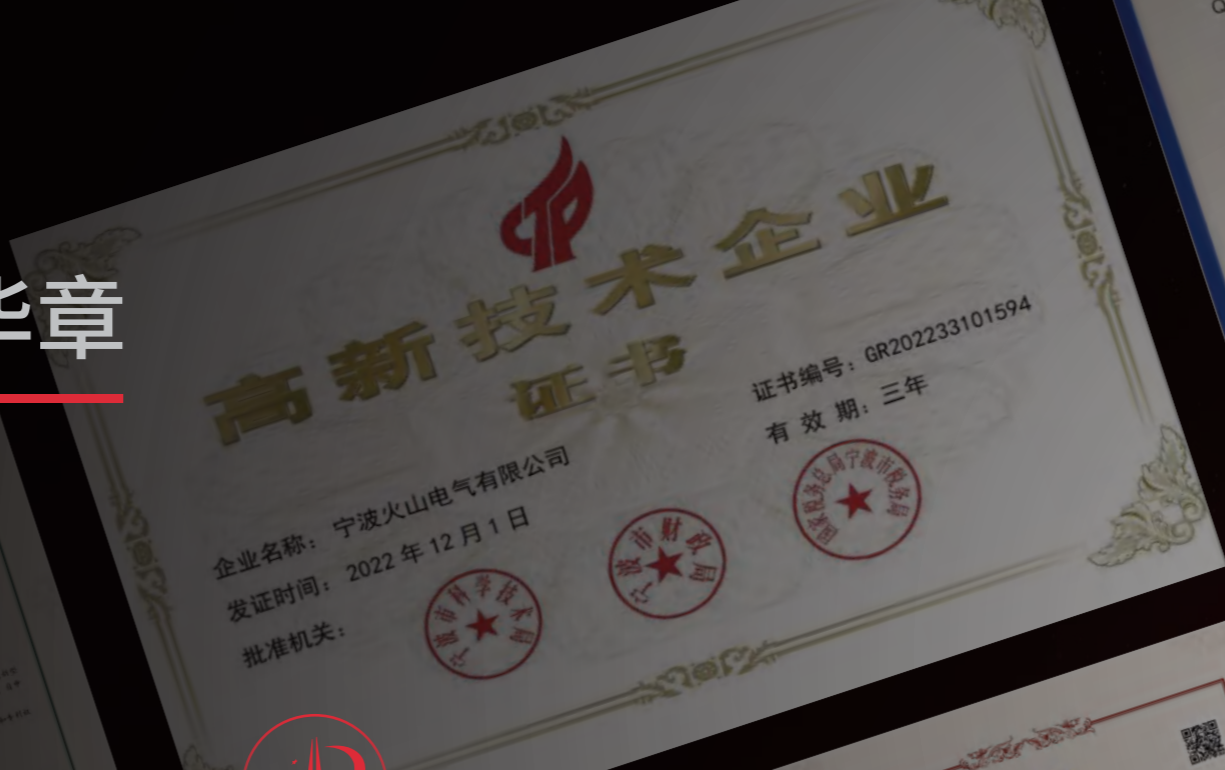 华章
高新技术企业
证书
证书编号：GR202233101594
有 效 期：三年
企业名称：宁波火山电气有限公司
发证时间：2022 年 12 月 1 日
批准机关：
宁波市科学技术局
宁波市财政局
国家税务总局宁波市税务局